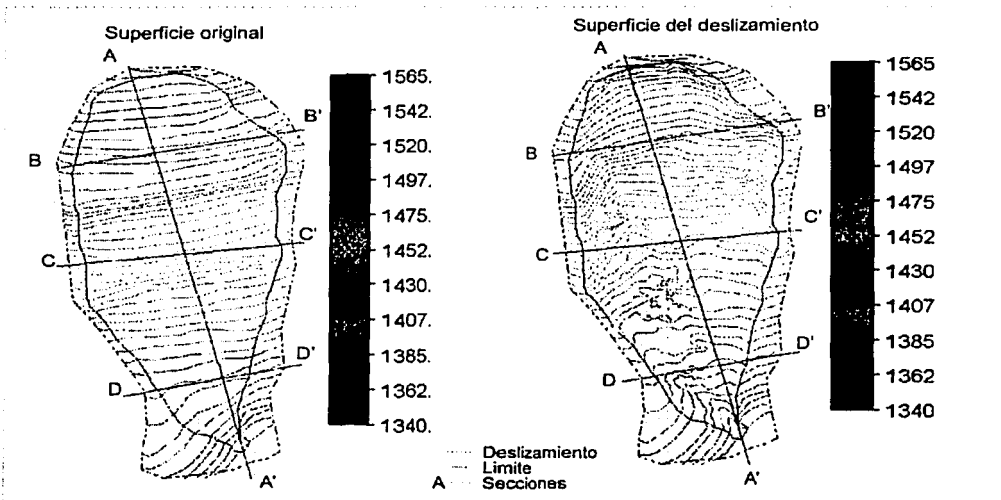 Superficie original
A
B'
B
C'
C
D'
D
A'
1565.
1542.
1520.
1497.
1475.
1452.
1430.
1407.
1385.
1362.
1340.
Superficie del deslizamiento
A
B'
B
C'
C
D'
D
A'
1565
1542
1520
1497
1475
1452
1430
1407
1385
1362
1340
Deslizamiento
Limite
A Secciones